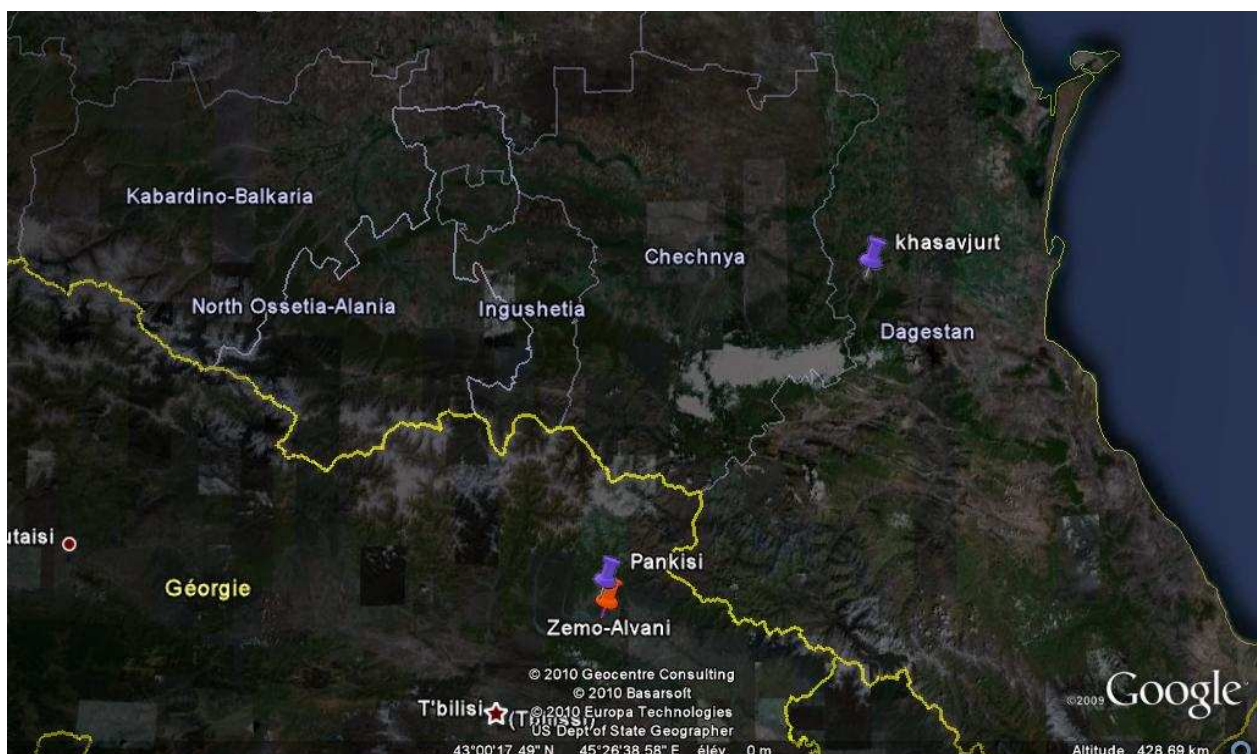 Kabardino-Balkaria
khasavjurt
Chechnya
North Ossetia-Alania
Ingushetia
Dagestan
utaisi
Pankisi
Géorgie
Zemo-Alvani
© 2010 Geocentre Consulting
© 2010 Basarsoft
T'bilisi
© 2010 Europa Technologies
US Dept of State Geographer
©2009 Google
43°00'17.49" N 45°26'38.58" E élév. 0 m
Altitude 428.69 km